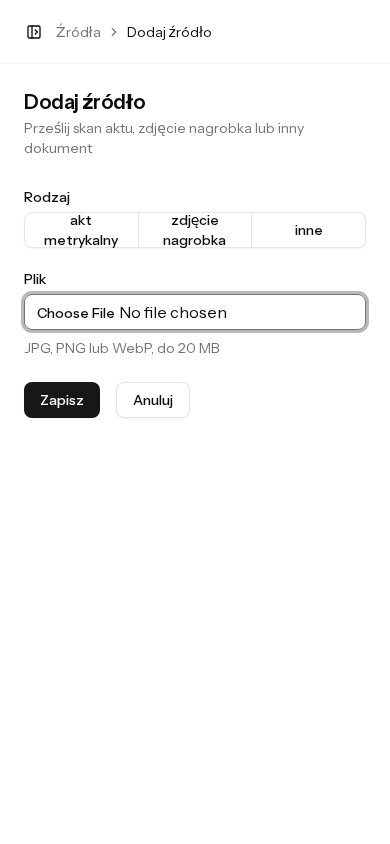 Źródła > Dodaj źródło
Dodaj źródło
Prześlij skan aktu, zdjęcie nagrobka lub inny
dokument
Rodzaj
akt
metrykalny
zdjęcie
nagrobka
inne
Plik
Choose File No file chosen
JPG, PNG lub WebP, do 20 MB
Zapisz
Anuluj